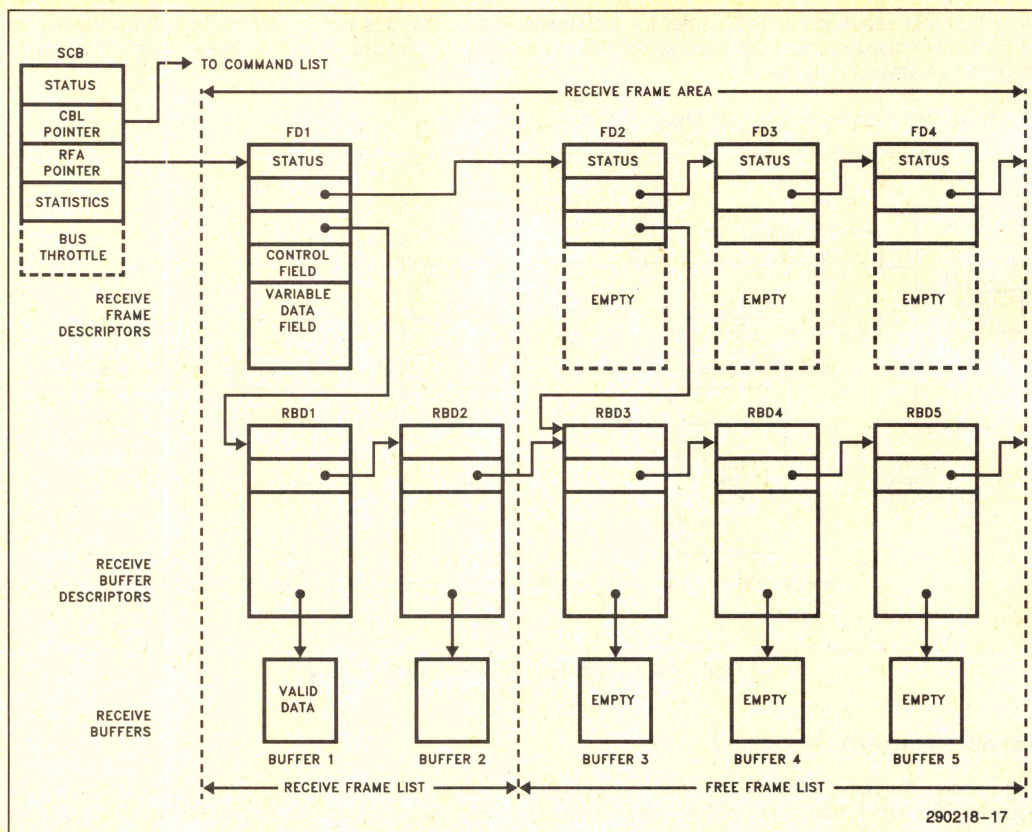 SCB
TO COMMAND LIST
STATUS
CBL
POINTER
RFA
POINTER
STATISTICS
BUS
THROTTLE
RECEIVE FRAME AREA
FD1
FD2
FD3
FD4
STATUS
STATUS
STATUS
STATUS
CONTROL
FIELD
VARIABLE
DATA
FIELD
EMPTY
EMPTY
EMPTY
RECEIVE
FRAME
DESCRIPTORS
RBD1
RBD2
RBD3
RBD4
RBD5
RECEIVE
BUFFER
DESCRIPTORS
VALID
DATA
EMPTY
EMPTY
EMPTY
RECEIVE
BUFFERS
BUFFER 1
BUFFER 2
BUFFER 3
BUFFER 4
BUFFER 5
RECEIVE FRAME LIST
FREE FRAME LIST
290218-17